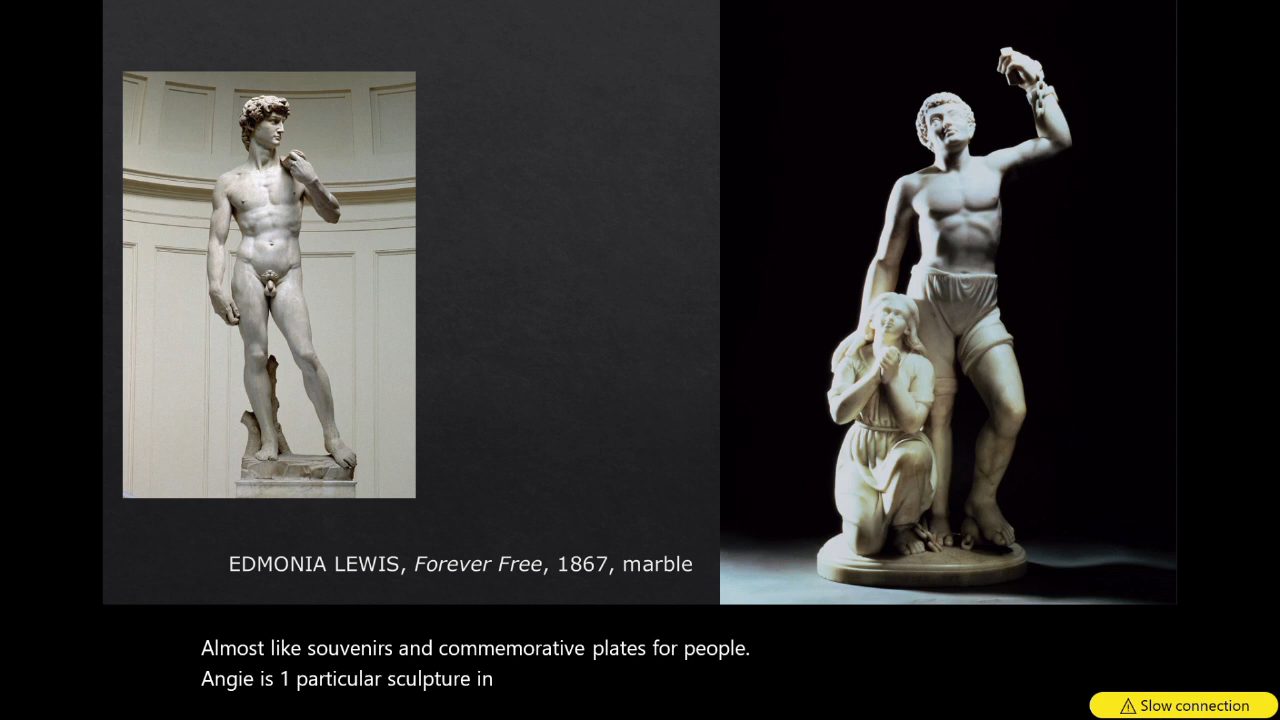 EDMONIA LEWIS, Forever Free, 1867, marble
Almost like souvenirs and commemorative plates for people.
Angie is 1 particular sculpture in
Slow connection